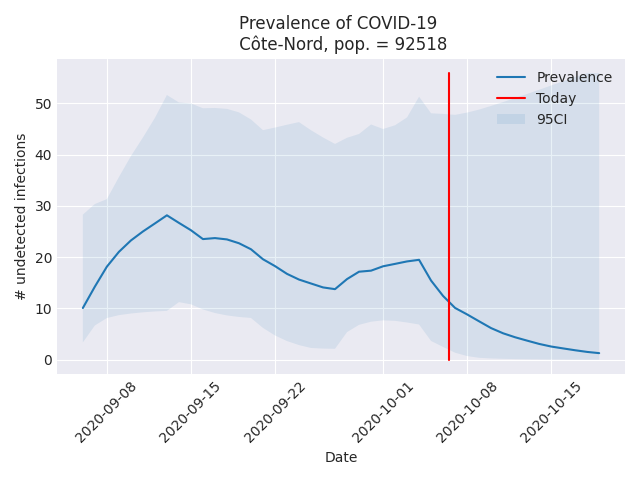 Prevalence of COVID-19
Côte-Nord, pop. = 92518
Prevalence
Today
95CI
# undetected infections
50
40
30
20
10
0
2020-09-08
2020-09-15
2020-09-22
2020-10-01
2020-10-08
2020-10-15
Date